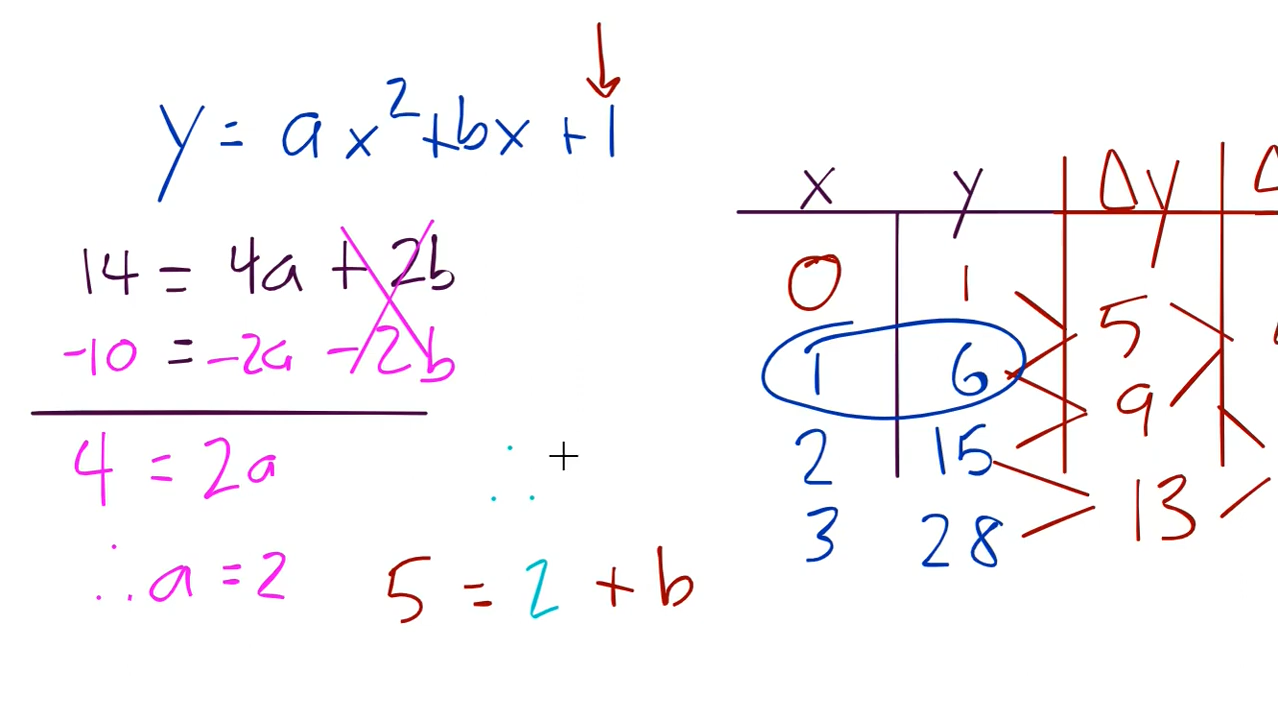 y = ax²+bx+1
14 = 4a + 2b
-10 = -2a - 2b
4 = 2a
∴ a = 2
∴
5 = 2 + b
x y Δy Δ
0 1
5
1 6
9
2 15
13
3 28